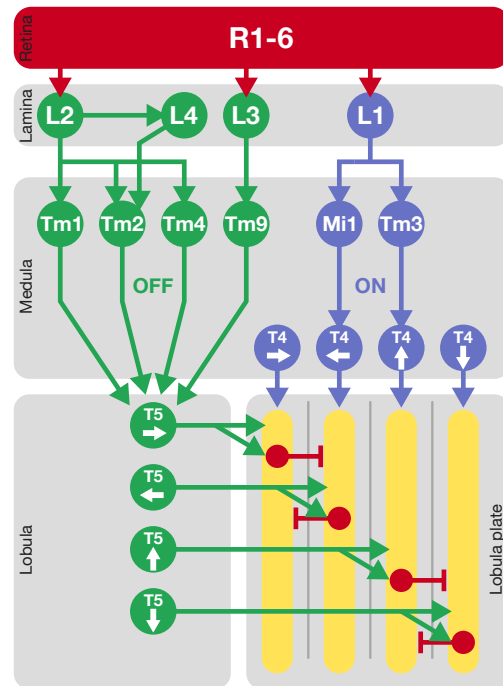 Retina
R1-6
Lamina
L2
L4
L3
L1
Medula
Tm1
Tm2
Tm4
Tm9
Mi1
Tm3
OFF
ON
T4
T4
T4
T4
Lobula
T5
T5
T5
T5
Lobula plate